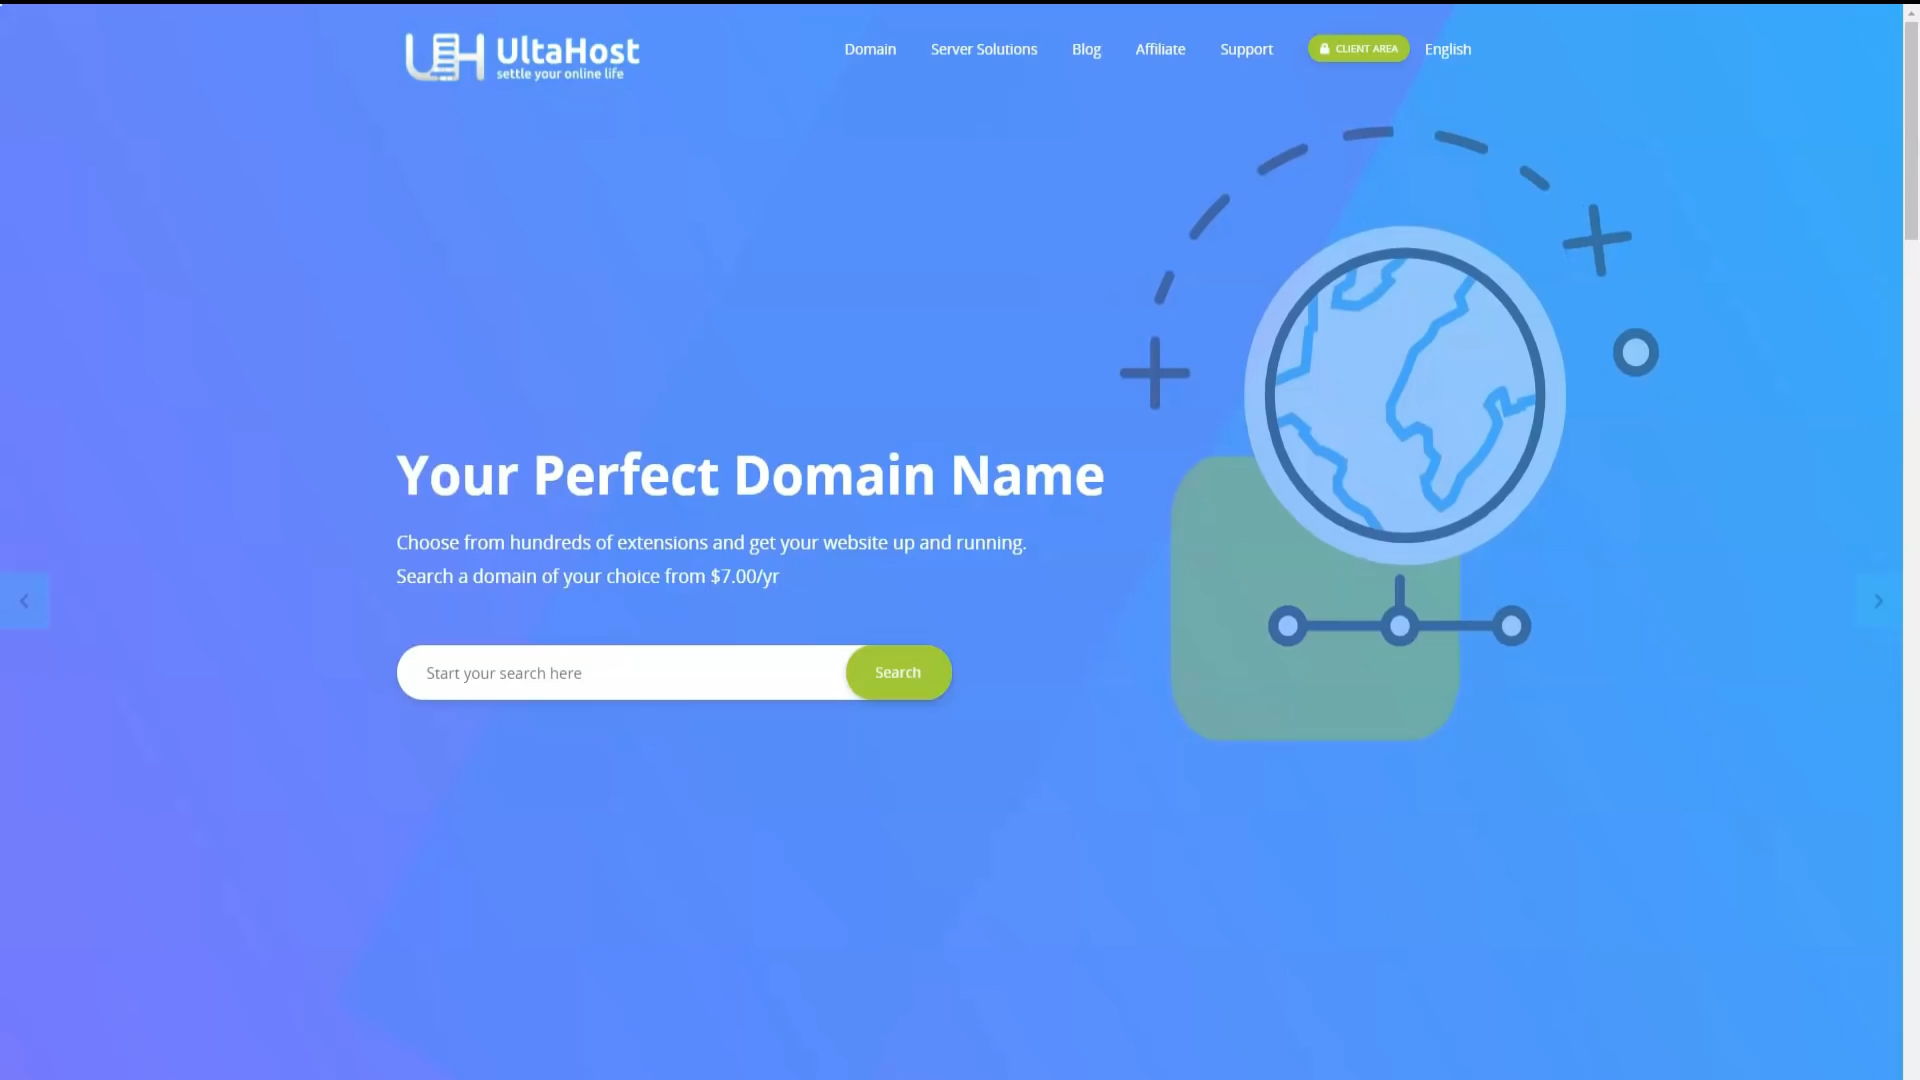 UltaHost
settle your online life
Domain
Server Solutions
Blog
Affiliate
Support
CLIENT AREA
English
Your Perfect Domain Name
Choose from hundreds of extensions and get your website up and running.
Search a domain of your choice from $7.00/yr
Start your search here
Search